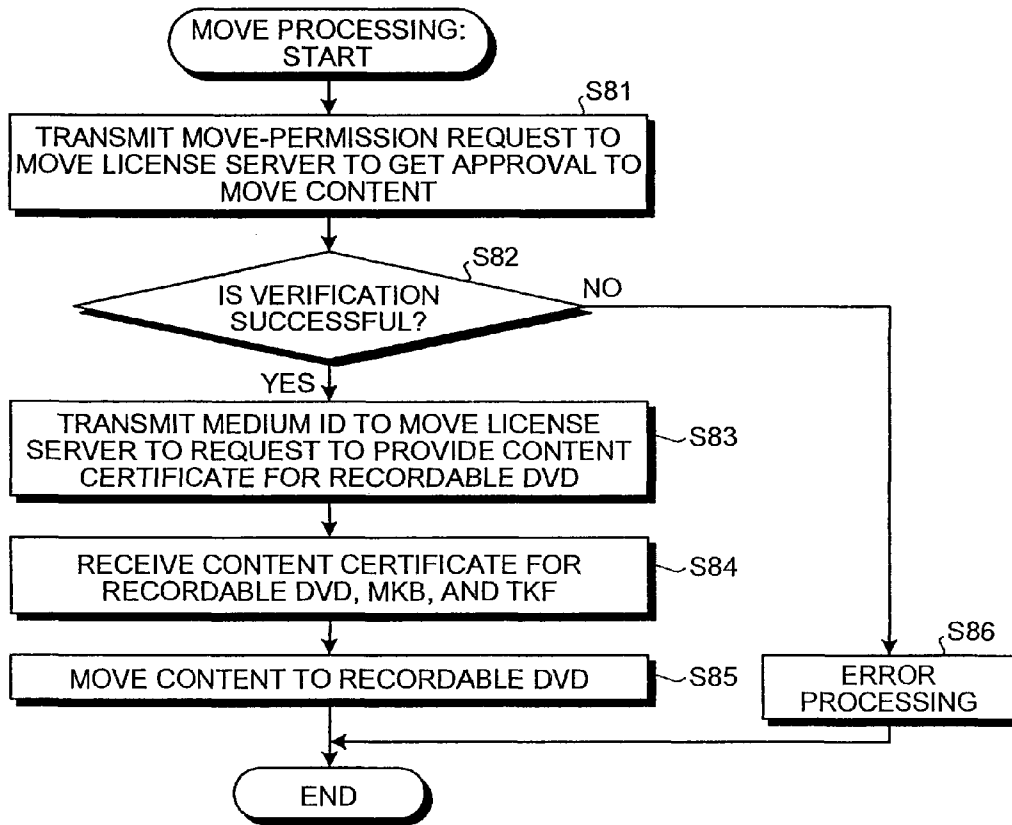 MOVE PROCESSING:
START
S81
TRANSMIT MOVE-PERMISSION REQUEST TO
MOVE LICENSE SERVER TO GET APPROVAL TO
MOVE CONTENT
S82
IS VERIFICATION
SUCCESSFUL?
NO
YES
TRANSMIT MEDIUM ID TO MOVE LICENSE
SERVER TO REQUEST TO PROVIDE CONTENT
CERTIFICATE FOR RECORDABLE DVD
S83
RECEIVE CONTENT CERTIFICATE FOR
RECORDABLE DVD, MKB, AND TKF
S84
MOVE CONTENT TO RECORDABLE DVD
S85
S86
ERROR
PROCESSING
END